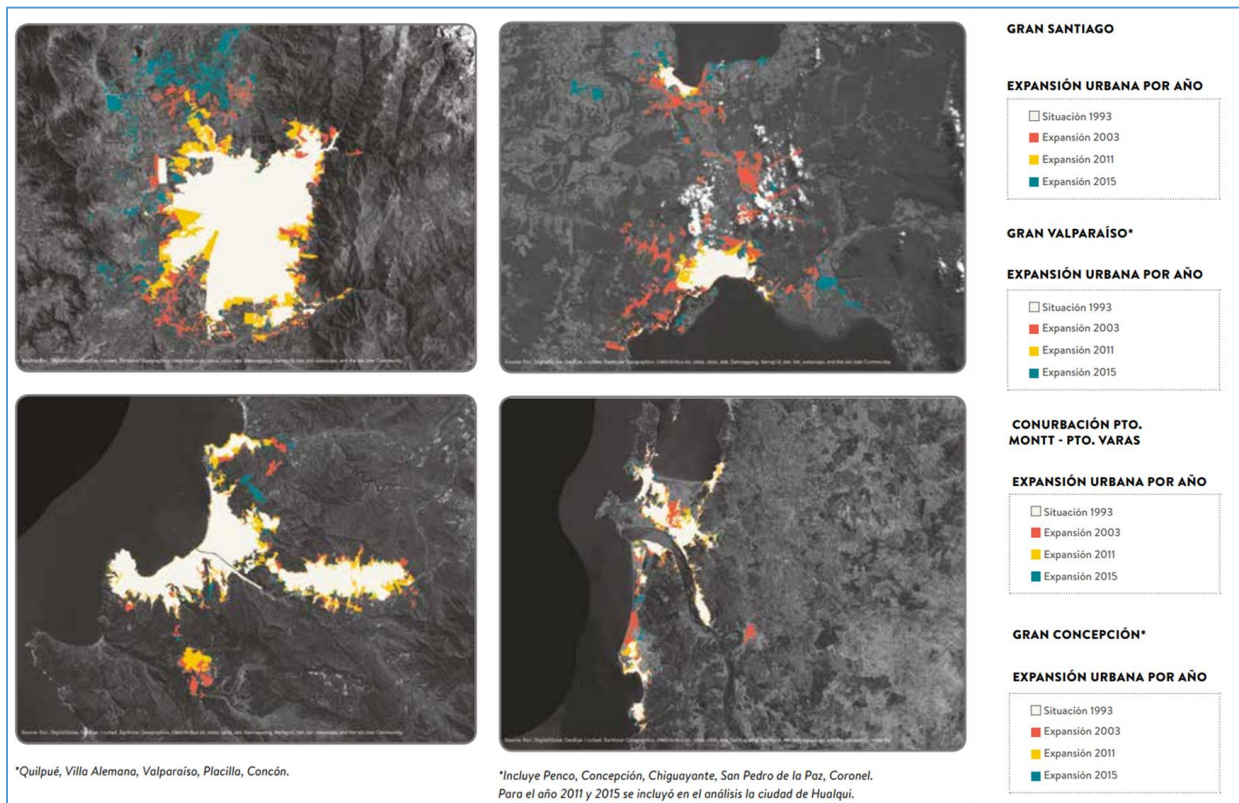 GRAN SANTIAGO
EXPANSIÓN URBANA POR AÑO
Situación 1993
Expansión 2003
Expansión 2011
Expansión 2015
GRAN VALPARAÍSO*
EXPANSIÓN URBANA POR AÑO
Situación 1993
Expansión 2003
Expansión 2011
Expansión 2015
CONURBACIÓN PTO.
MONTT - PTO. VARAS
EXPANSIÓN URBANA POR AÑO
Situación 1993
Expansión 2003
Expansión 2011
Expansión 2015
GRAN CONCEPCIÓN*
EXPANSIÓN URBANA POR AÑO
Situación 1993
Expansión 2003
Expansión 2011
Expansión 2015
*Quilpué, Villa Alemana, Valparaíso, Placilla, Concón.
*Incluye Penco, Concepción, Chiguayante, San Pedro de la Paz, Coronel.
Para el año 2011 y 2015 se incluyó en el análisis la ciudad de Hualqui.